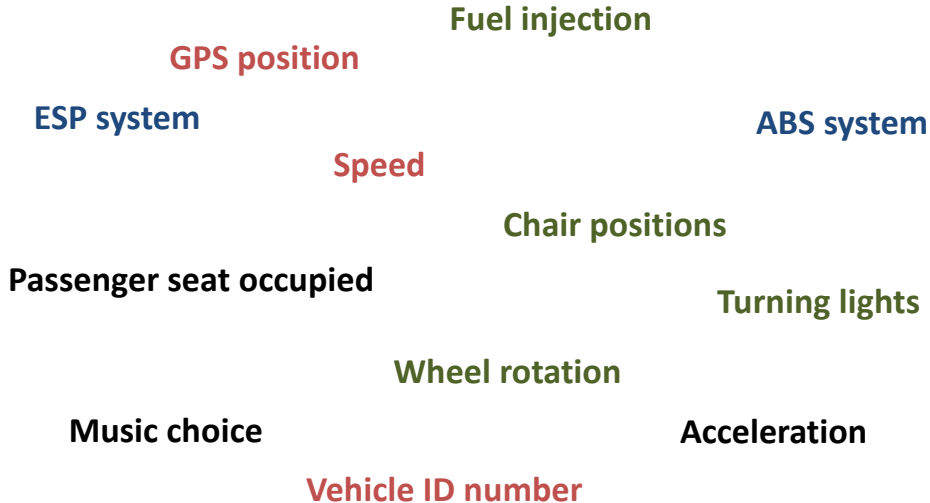 Fuel injection
GPS position
ESP system
ABS system
Speed
Chair positions
Passenger seat occupied
Turning lights
Wheel rotation
Music choice
Acceleration
Vehicle ID number